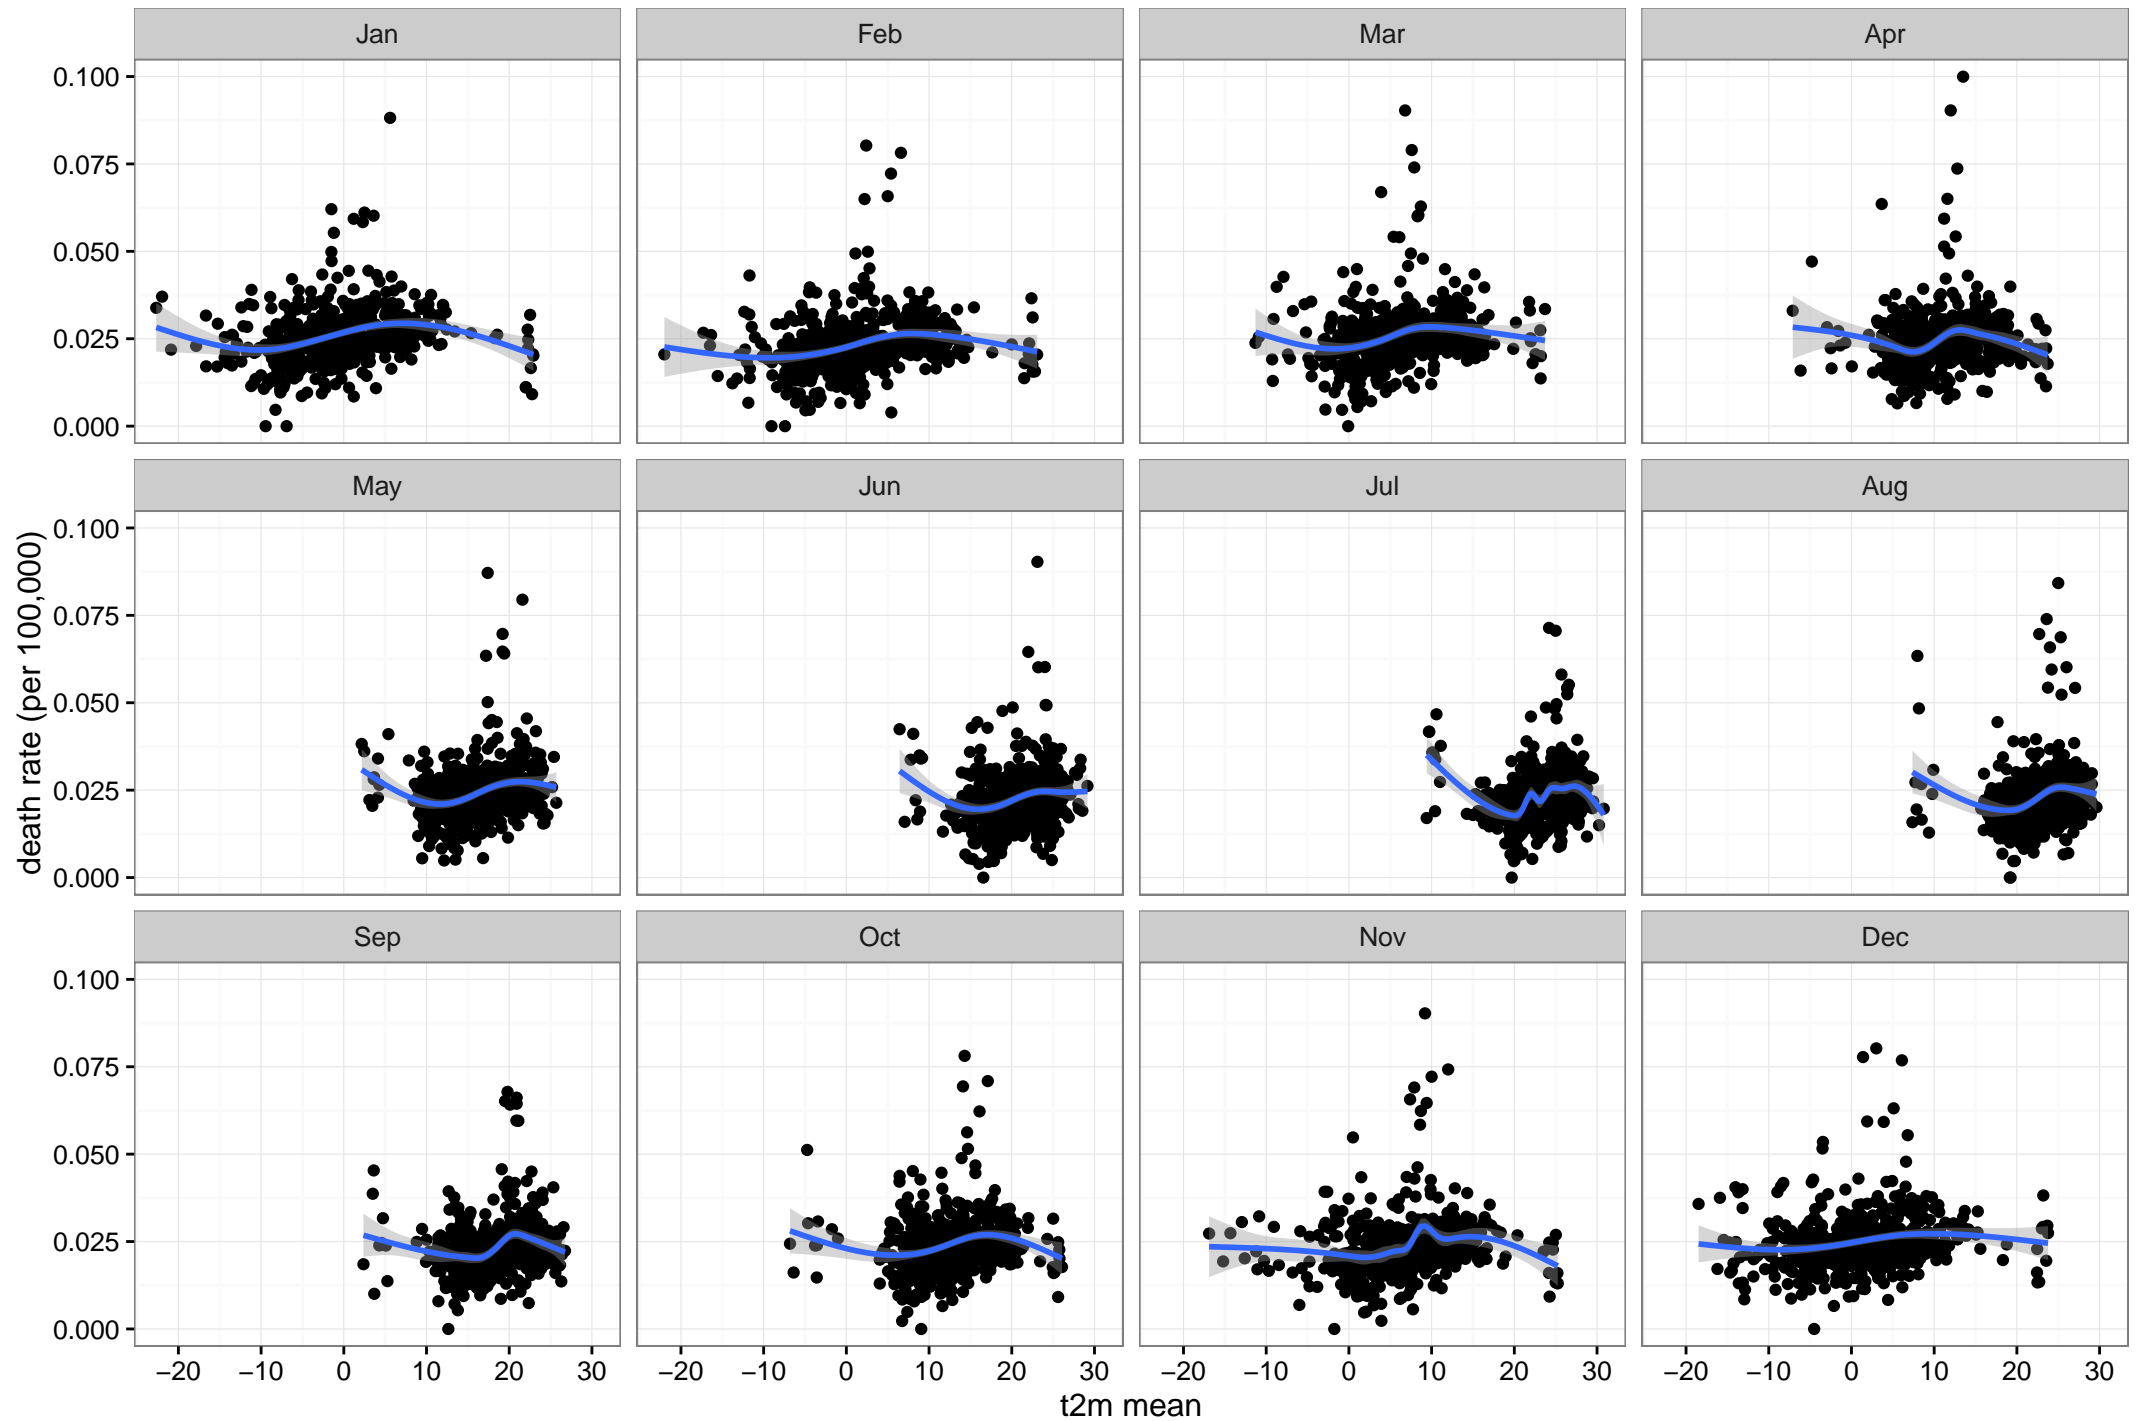 Jan Feb Mar Apr
0.100
0.075
0.050
0.025
0.000
May Jun Jul Aug
0.100
0.075
0.050
0.025
0.000
death rate (per 100,000)
Sep Oct Nov Dec
0.100
0.075
0.050
0.025
0.000
−20 −10 0 10 20 30 −20 −10 0 10 20 30 −20 −10 0 10 20 30 −20 −10 0 10 20 30
t2m mean